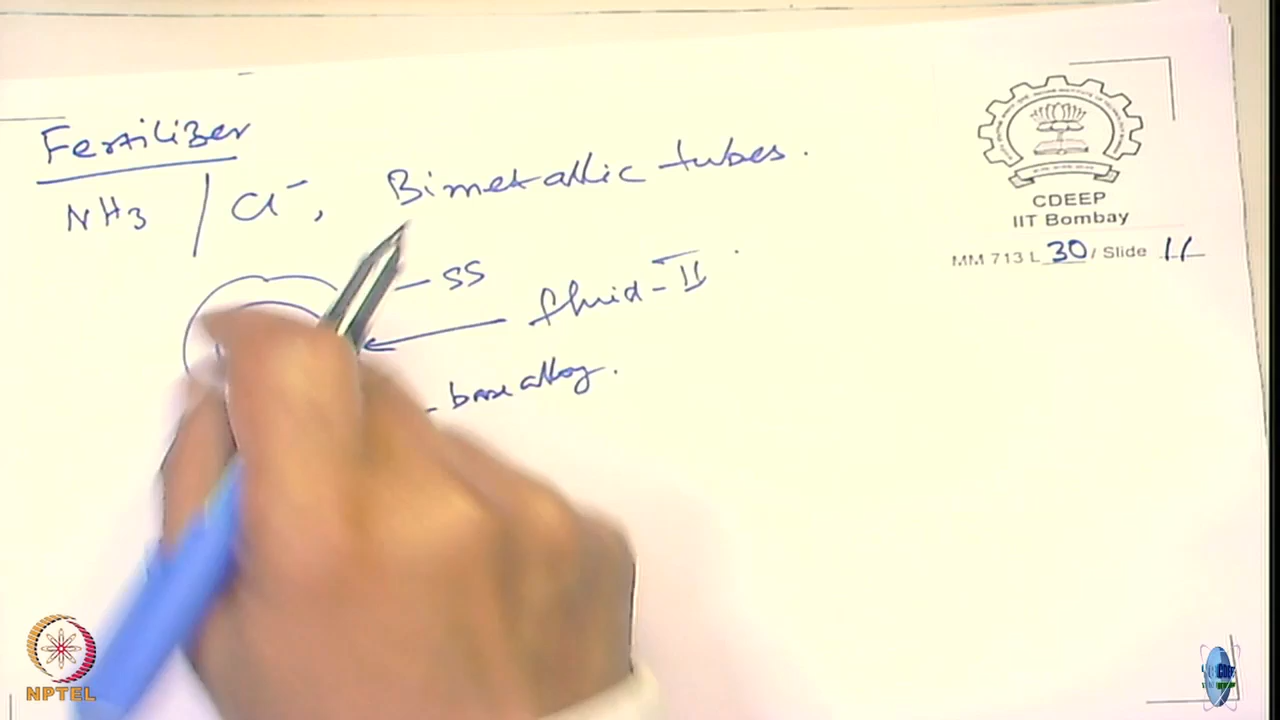 Fertilizer
NH3 / Cl⁻, Bimetallic tubes.
SS
fluid-II
base alloy.
CDEEP
IIT Bombay
MM 713 L 30 / Slide 11
NPTEL